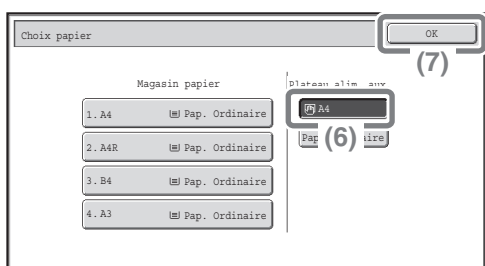 Choix papier
OK
(7)
Magasin papier
Plateau alim. aux.
1. A4 Pap. Ordinaire
A4
2. A4R Pap. Ordinaire
(6)
3. B4 Pap. Ordinaire
4. A3 Pap. Ordinaire